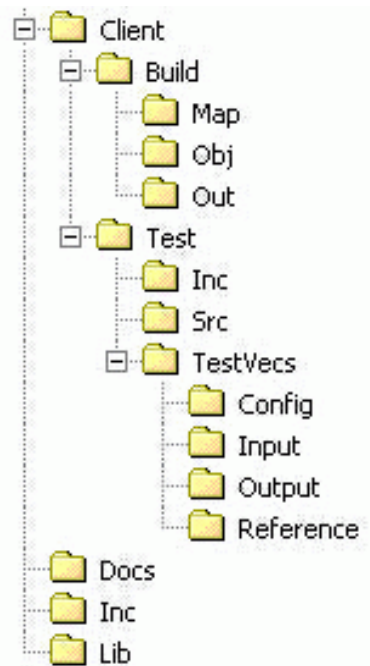 Client
Build
Map
Obj
Out
Test
Inc
Src
TestVecs
Config
Input
Output
Reference
Docs
Inc
Lib